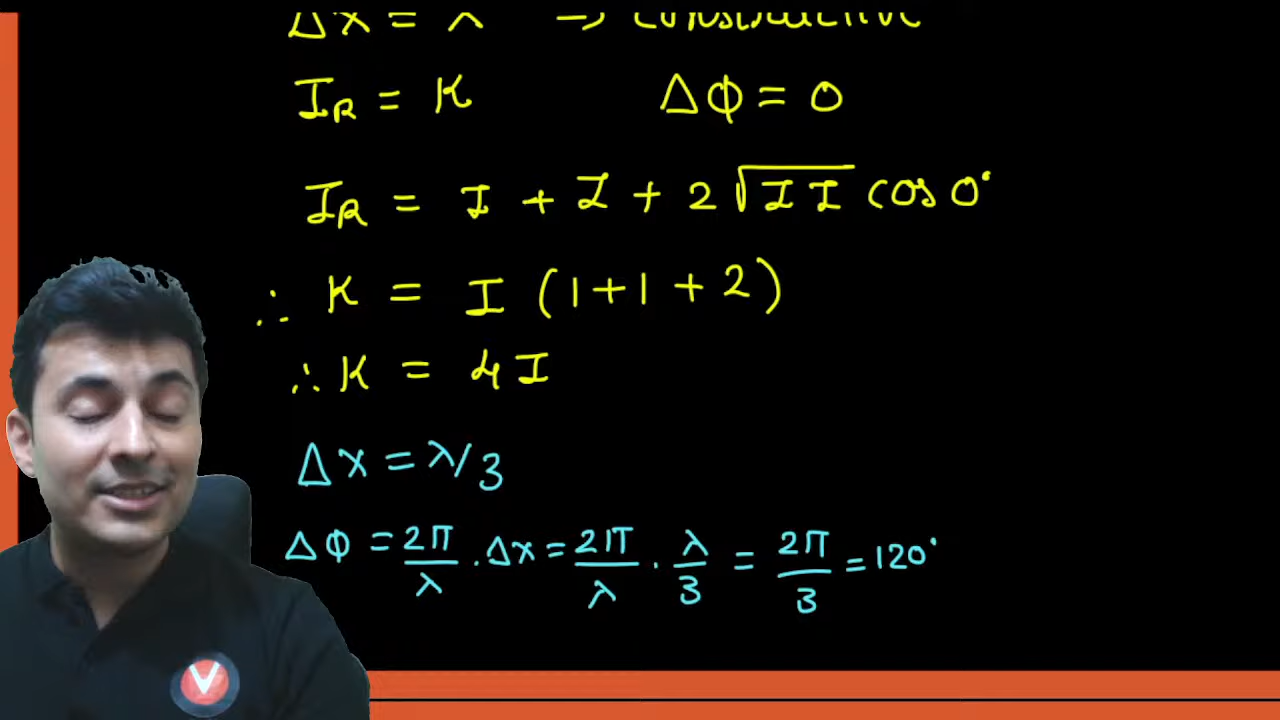 Δx = λ → constructive
I_R = K Δφ = 0
I_R = I + I + 2 √(I I) cos 0°
∴ K = I (1+1+2)
∴ K = 4I
Δx = λ/3
Δφ = 2π/λ . Δx = 2π/λ . λ/3 = 2π/3 = 120°
V